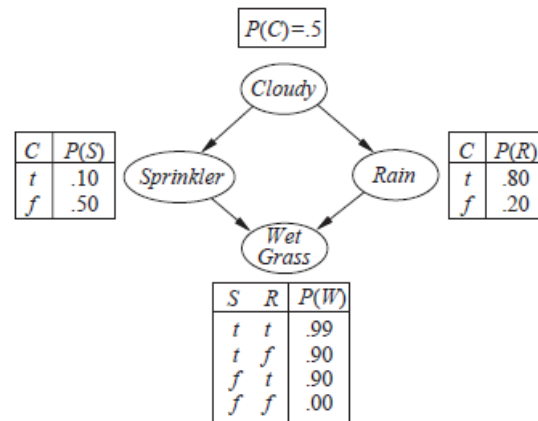 P(C)=.5
Cloudy
C P(S)
t .10
f .50
Sprinkler
Rain
C P(R)
t .80
f .20
Wet
Grass
S R P(W)
t t .99
t f .90
f t .90
f f .00